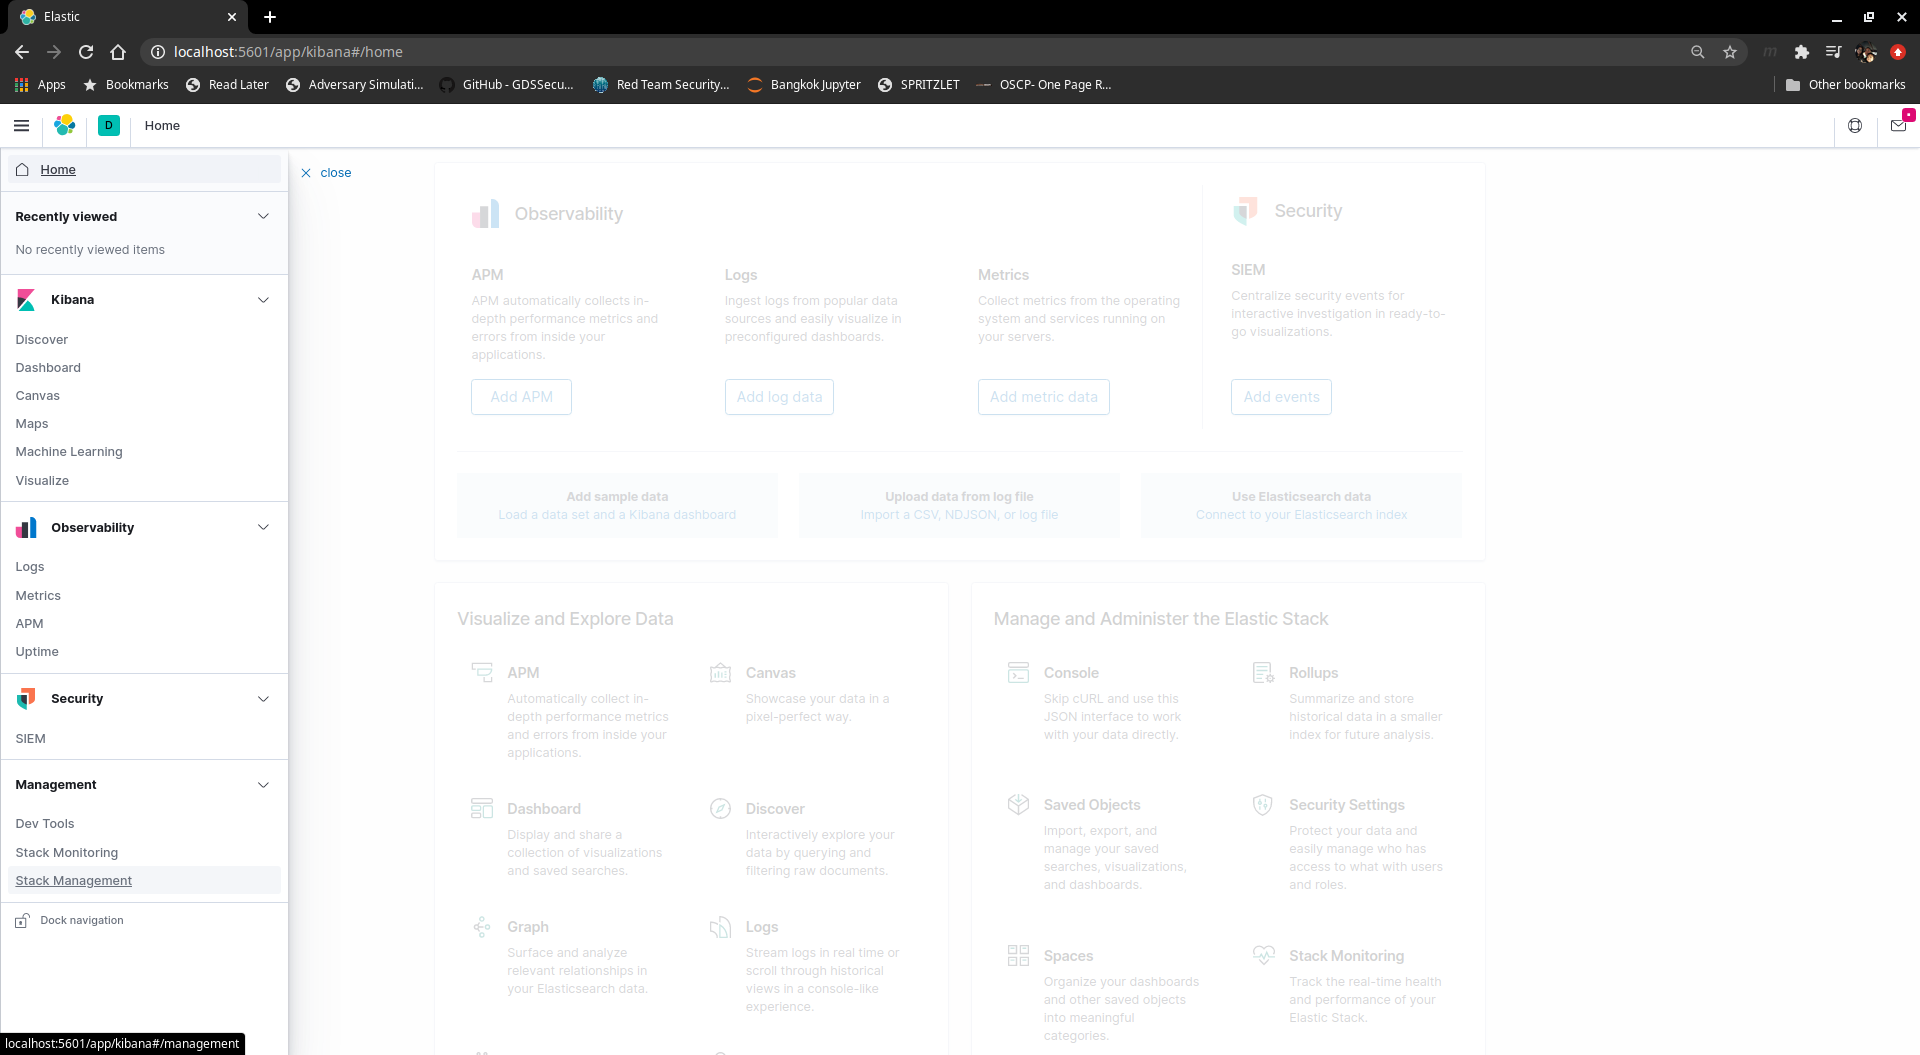 Elastic
localhost:5601/app/kibana#/home
Apps
Bookmarks
Read Later
Adversary Simulati...
GitHub - GDSSecu...
Red Team Security...
Bangkok Jupyter
SPRITZLET
OSCP- One Page R...
Other bookmarks
D
Home
Home
close
Recently viewed
No recently viewed items
Kibana
Discover
Dashboard
Canvas
Maps
Machine Learning
Visualize
Observability
Logs
Metrics
APM
Uptime
Security
SIEM
Management
Dev Tools
Stack Monitoring
Stack Management
Dock navigation
localhost:5601/app/kibana#/management
Observability
APM
APM automatically collects in-
depth performance metrics and
errors from inside your
applications.
Add APM
Logs
Ingest logs from popular data
sources and easily visualize in
preconfigured dashboards.
Add log data
Metrics
Collect metrics from the operating
system and services running on
your servers.
Add metric data
Security
SIEM
Centralize security events for
interactive investigation in ready-to-
go visualizations.
Add events
Add sample data
Load a data set and a Kibana dashboard
Upload data from log file
Import a CSV, NDJSON, or log file
Use Elasticsearch data
Connect to your Elasticsearch index
Visualize and Explore Data
APM
Automatically collect in-
depth performance metrics
and errors from inside your
applications.
Canvas
Showcase your data in a
pixel-perfect way.
Dashboard
Display and share a
collection of visualizations
and saved searches.
Discover
Interactively explore your
data by querying and
filtering raw documents.
Graph
Surface and analyze
relevant relationships in
your Elasticsearch data.
Logs
Stream logs in real time or
scroll through historical
views in a console-like
experience.
Manage and Administer the Elastic Stack
Console
Skip cURL and use this
JSON interface to work
with your data directly.
Rollups
Summarize and store
historical data in a smaller
index for future analysis.
Saved Objects
Import, export, and
manage your saved
searches, visualizations,
and dashboards.
Security Settings
Protect your data and
easily manage who has
access to what with users
and roles.
Spaces
Organize your dashboards
and other saved objects
into meaningful
categories.
Stack Monitoring
Track the real-time health
and performance of your
Elastic Stack.